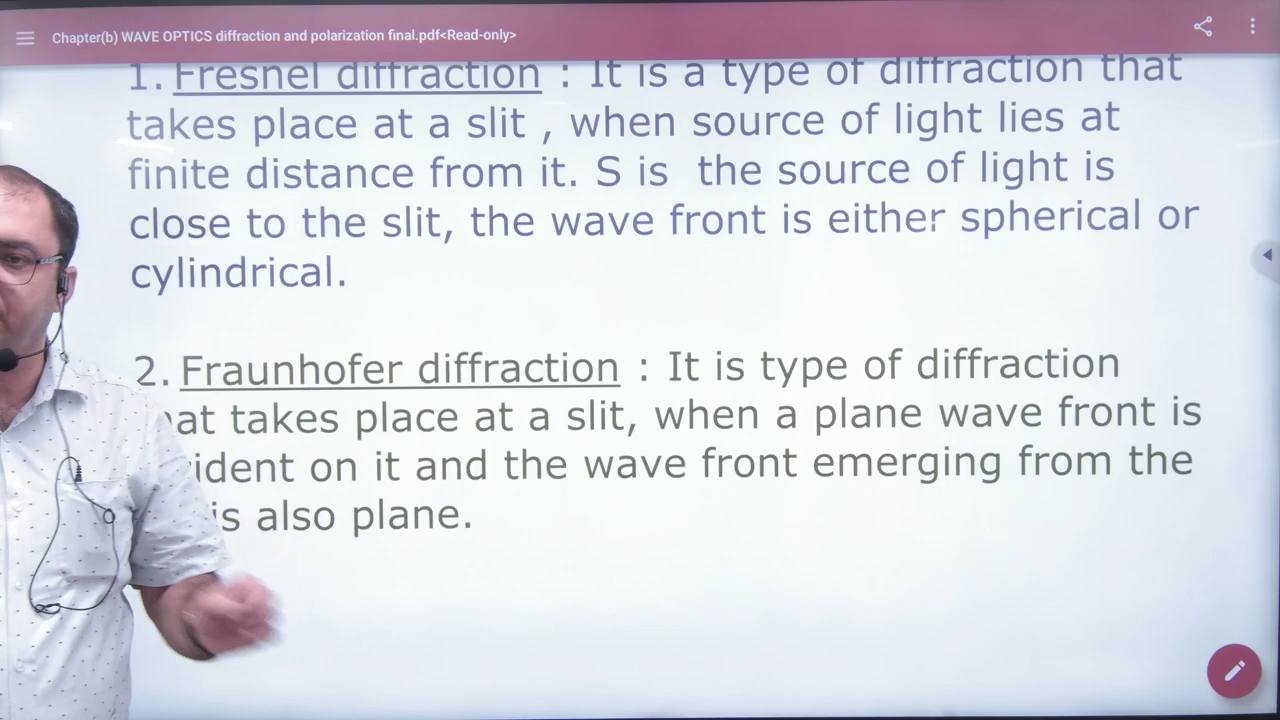 Chapter(b) WAVE OPTICS diffraction and polarization final.pdf<Read-only>
1. Fresnel diffraction : It is a type of diffraction that
takes place at a slit , when source of light lies at
finite distance from it. S is the source of light is
close to the slit, the wave front is either spherical or
cylindrical.
2. Fraunhofer diffraction : It is type of diffraction
at takes place at a slit, when a plane wave front is
ident on it and the wave front emerging from the
is also plane.